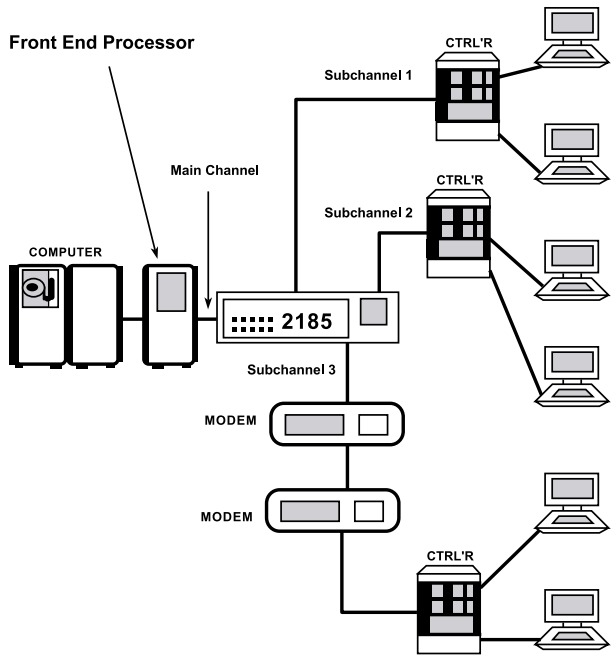 Front End Processor
CTRL'R
Subchannel 1
Main Channel
CTRL'R
Subchannel 2
COMPUTER
2185
Subchannel 3
MODEM
MODEM
CTRL'R